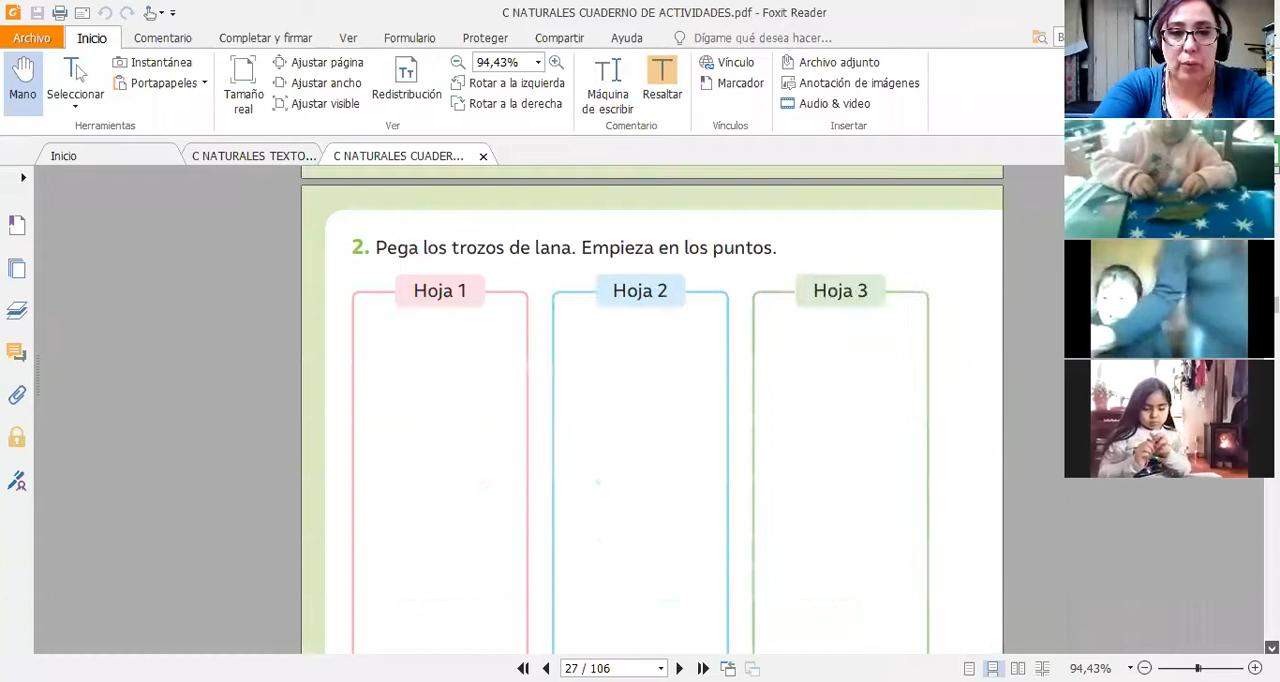 C NATURALES CUADERNO DE ACTIVIDADES.pdf - Foxit Reader
Archivo Inicio Comentario Completar y firmar Ver Formulario Proteger Compartir Ayuda Dígame qué desea hacer...
Mano
Seleccionar
Instantánea
Portapapeles
Herramientas
Tamaño real
Ajustar página
Ajustar ancho
Ajustar visible
Redistribución
94,43%
Rotar a la izquierda
Rotar a la derecha
Ver
Máquina de escribir
Resaltar
Comentario
Vínculo
Marcador
Vínculos
Archivo adjunto
Anotación de imágenes
Audio & video
Insertar
Inicio C NATURALES TEXTO... C NATURALES CUADER...
2. Pega los trozos de lana. Empieza en los puntos.
Hoja 1 Hoja 2 Hoja 3
27 / 106 94,43%